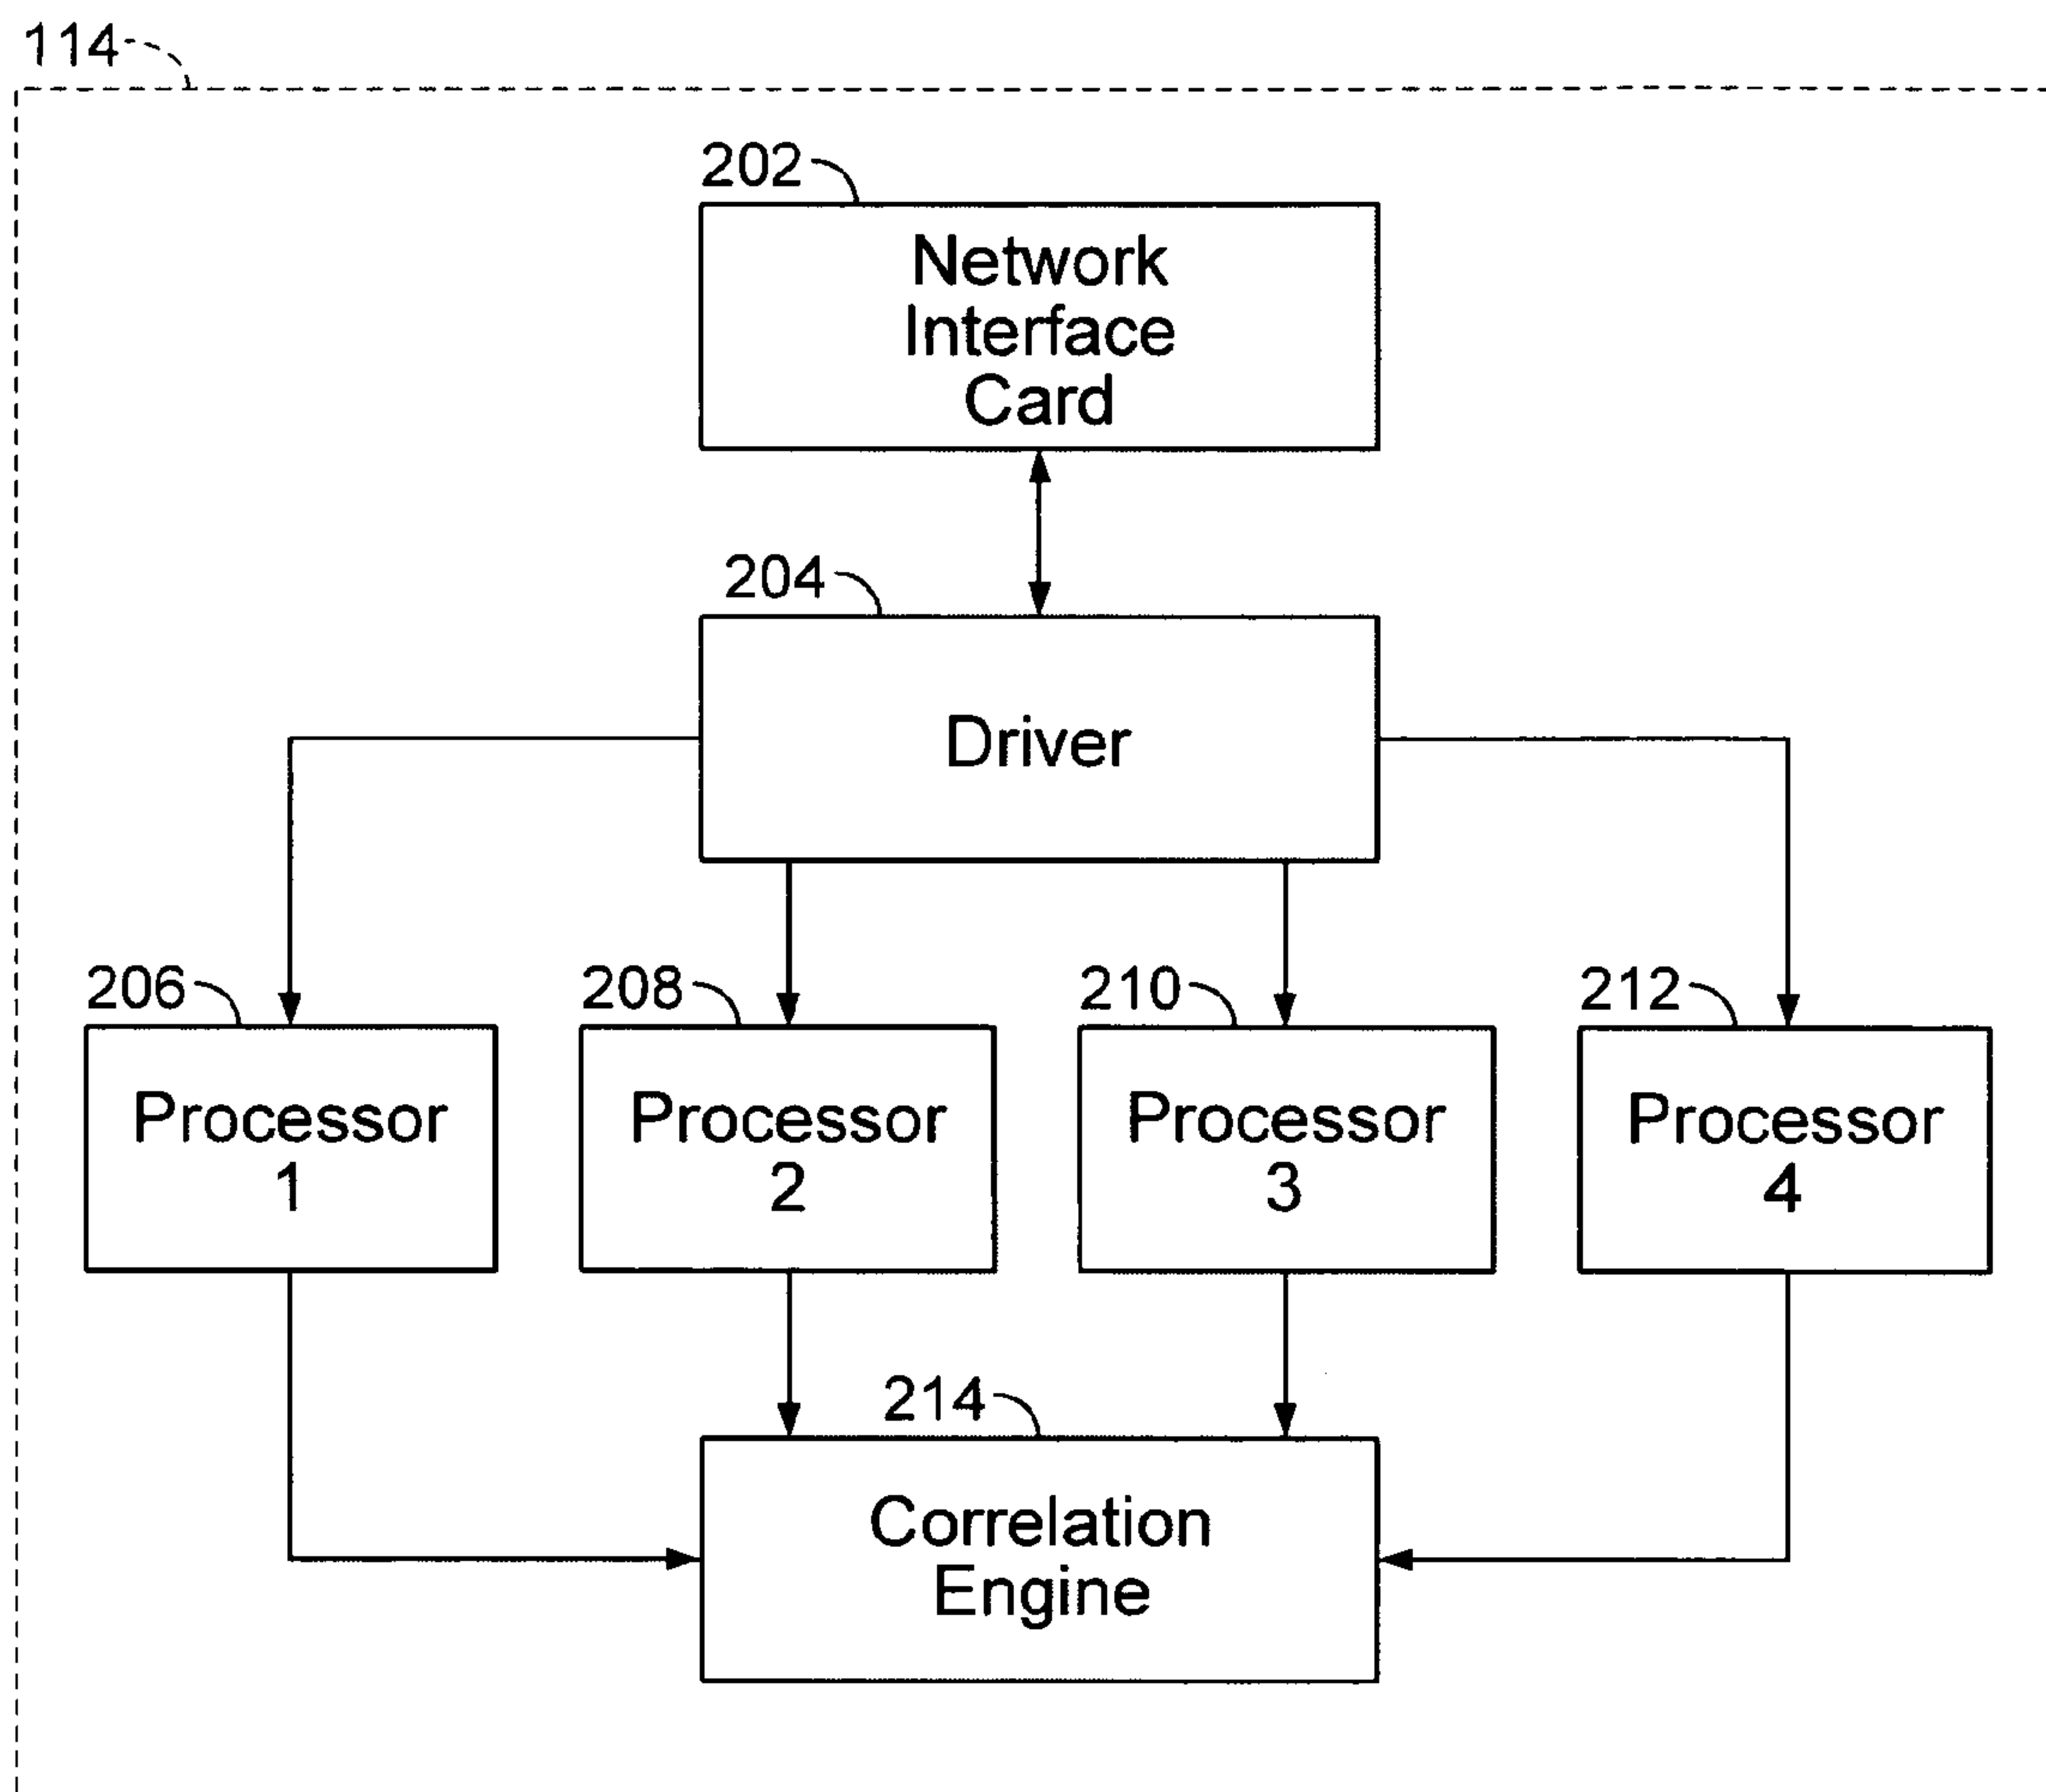 114
202
Network
Interface
Card
204
Driver
206
208
210
212
Processor
1
Processor
2
Processor
3
Processor
4
214
Correlation
Engine